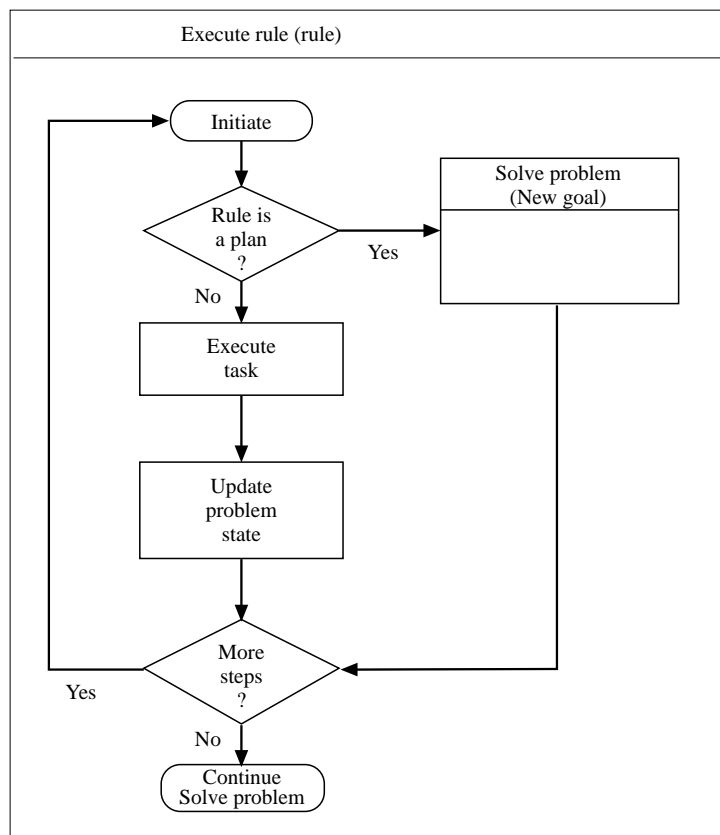 Execute rule (rule)
Initiate
Rule is
a plan
?
Yes
Solve problem
(New goal)
No
Execute
task
Update
problem
state
More
steps
?
Yes
No
Continue
Solve problem